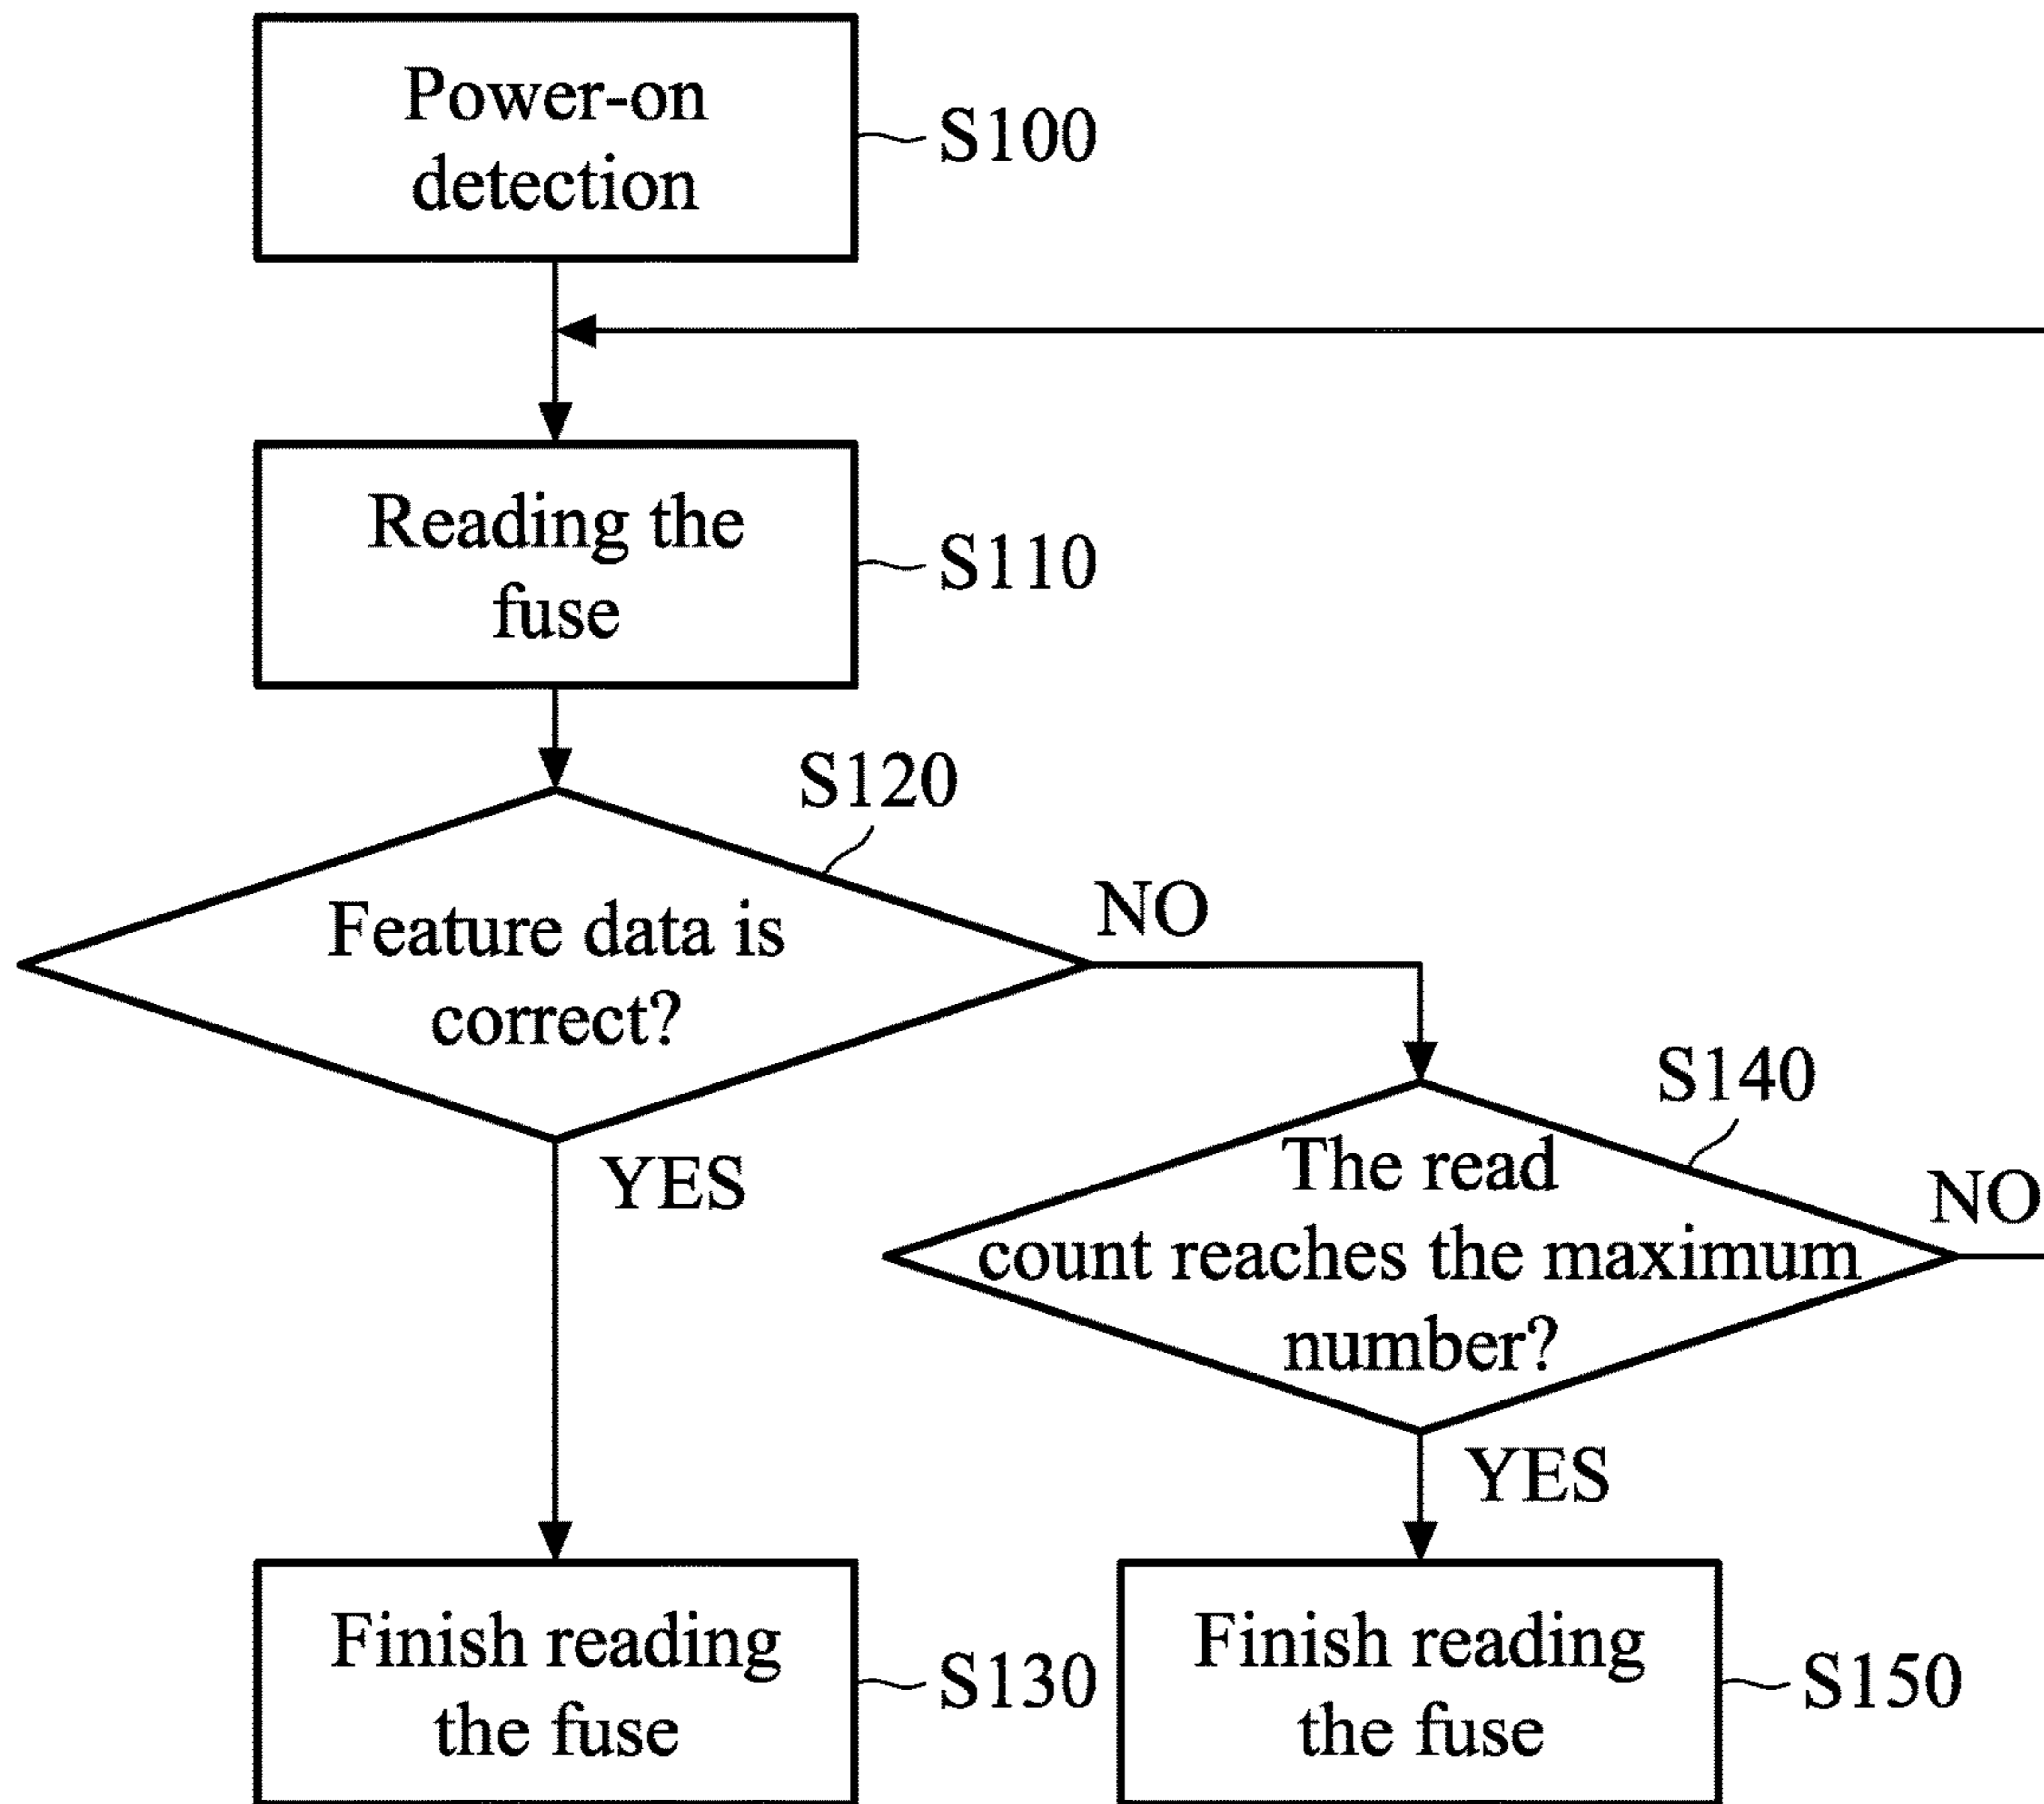 Power-on
detection
S100
Reading the
fuse
S110
S120
Feature data is
correct?
NO
YES
S140
The read
count reaches the maximum
number?
NO
YES
Finish reading
the fuse
S130
Finish reading
the fuse
S150